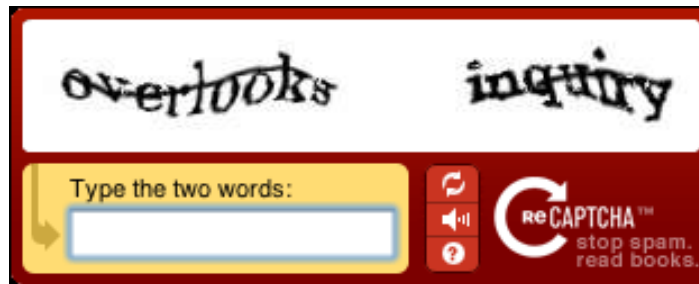 overlooks inquiry
Type the two words:
ReCAPTCHA™
stop spam.
read books.
?